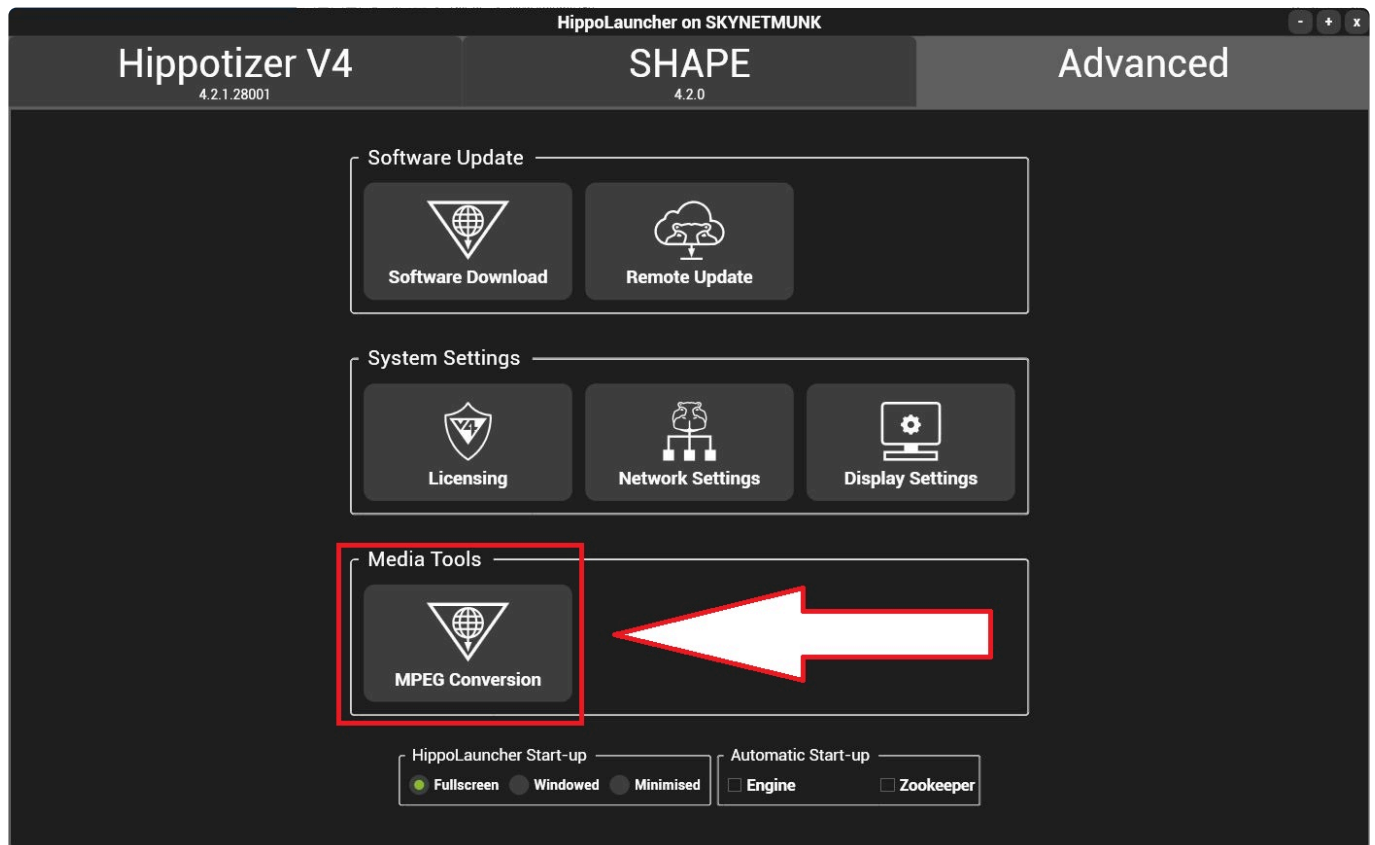 HippoLauncher on SKYNETMUNK
- + x
Hippotizer V4
4.2.1.28001
SHAPE
4.2.0
Advanced
Software Update
Software Download
Remote Update
System Settings
V4
Licensing
Network Settings
Display Settings
Media Tools
MPEG Conversion
HippoLauncher Start-up
Fullscreen Windowed Minimised
Automatic Start-up
Engine Zookeeper